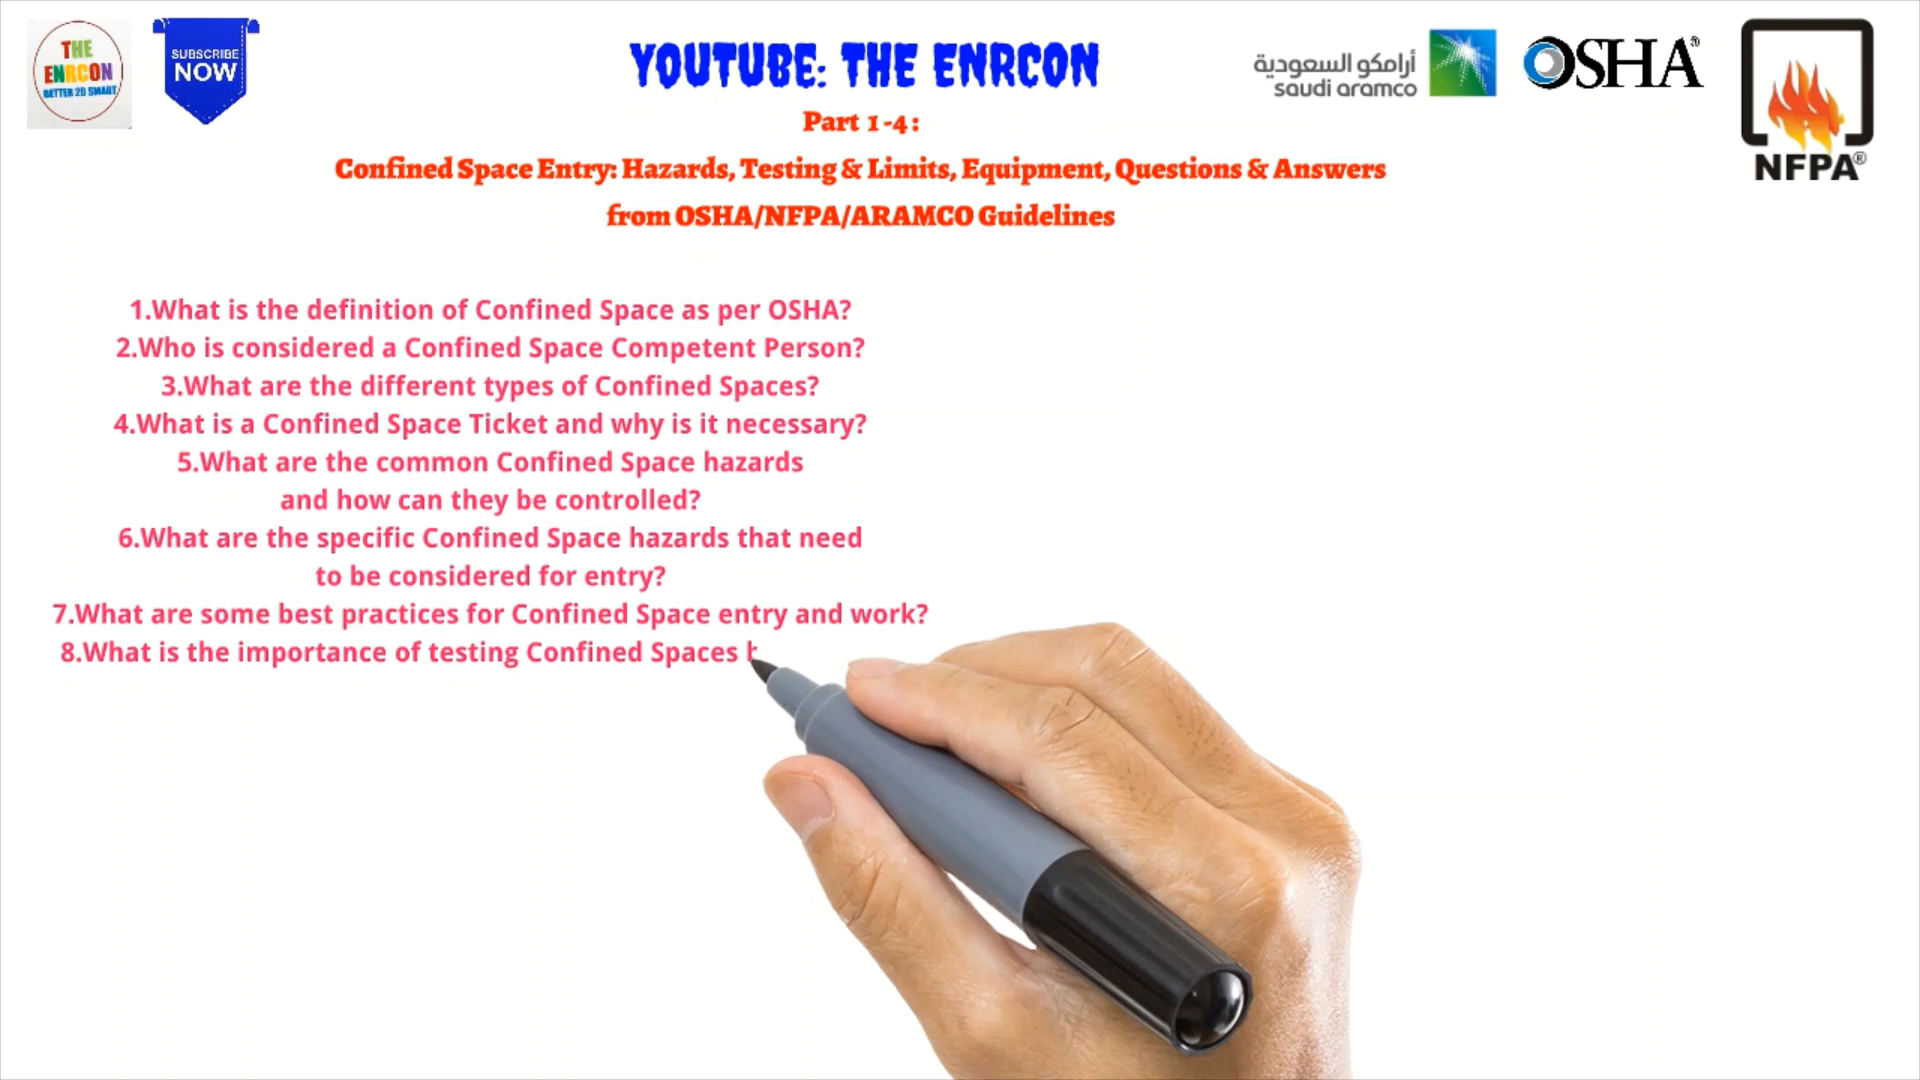 THE
ENRCON
BETTER 2D SMART
SUBSCRIBE
NOW
YOUTUBE: THE ENRCON
أرامكو السعودية
saudi aramco
OSHA®
NFPA®
Part 1-4:
Confined Space Entry: Hazards, Testing & Limits, Equipment, Questions & Answers
from OSHA/NFPA/ARAMCO Guidelines
1.What is the definition of Confined Space as per OSHA?
2.Who is considered a Confined Space Competent Person?
3.What are the different types of Confined Spaces?
4.What is a Confined Space Ticket and why is it necessary?
5.What are the common Confined Space hazards
and how can they be controlled?
6.What are the specific Confined Space hazards that need
to be considered for entry?
7.What are some best practices for Confined Space entry and work?
8.What is the importance of testing Confined Spaces